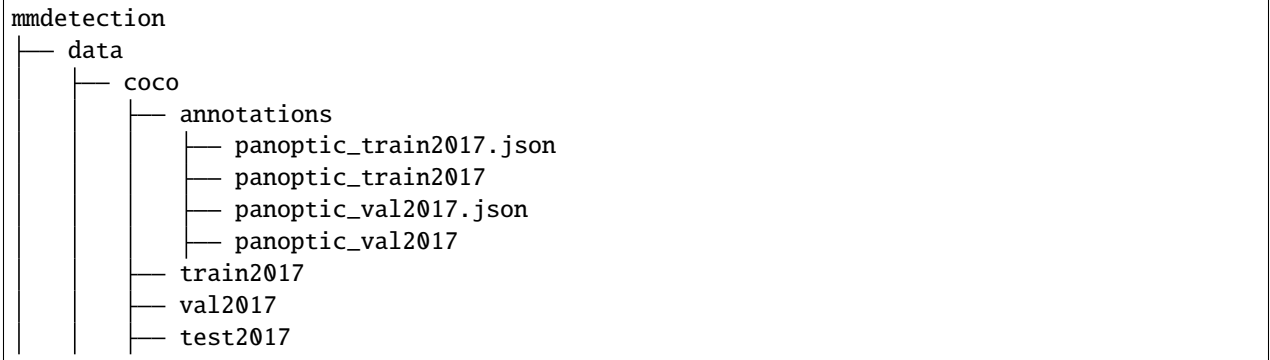 mmdetection
├── data
│   ├── coco
│   │   ├── annotations
│   │   │   ├── panoptic_train2017.json
│   │   │   ├── panoptic_train2017
│   │   │   ├── panoptic_val2017.json
│   │   │   ├── panoptic_val2017
│   │   ├── train2017
│   │   ├── val2017
│   │   ├── test2017